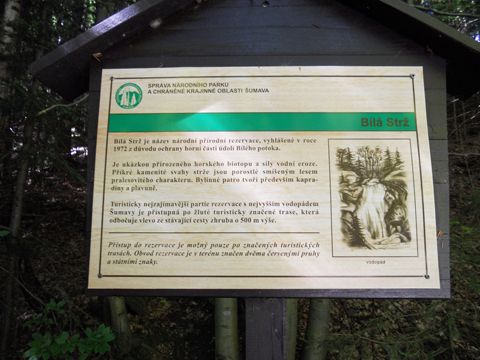 SPRÁVA NÁRODNÍHO PARKU
A CHRÁNĚNÉ KRAJINNÉ OBLASTI ŠUMAVA
Bílá Strž
Bílá Strž je název národní přírodní rezervace, vyhlášené v roce
1972 z důvodu ochrany horní části údolí Bílého potoka.
Je ukázkou přirozeného horského biotopu a síly vodní eroze.
Příkré kamenité svahy strže jsou porostlé smíšeným lesem
pralesovitého charakteru. Bylinné patro tvoří především kapra-
diny a plavuně.
Turisticky nejzajímavější partie rezervace s nejvyšším vodopádem
Šumavy je přístupná po žlutě turisticky značené trase, která
odbočuje vlevo ze stávající cesty zhruba o 500 m výše.
Přístup do rezervace je možný pouze po značených turistických
trasách. Obvod rezervace je v terénu značen dvěma červenými pruhy
a státními znaky.
vodopád